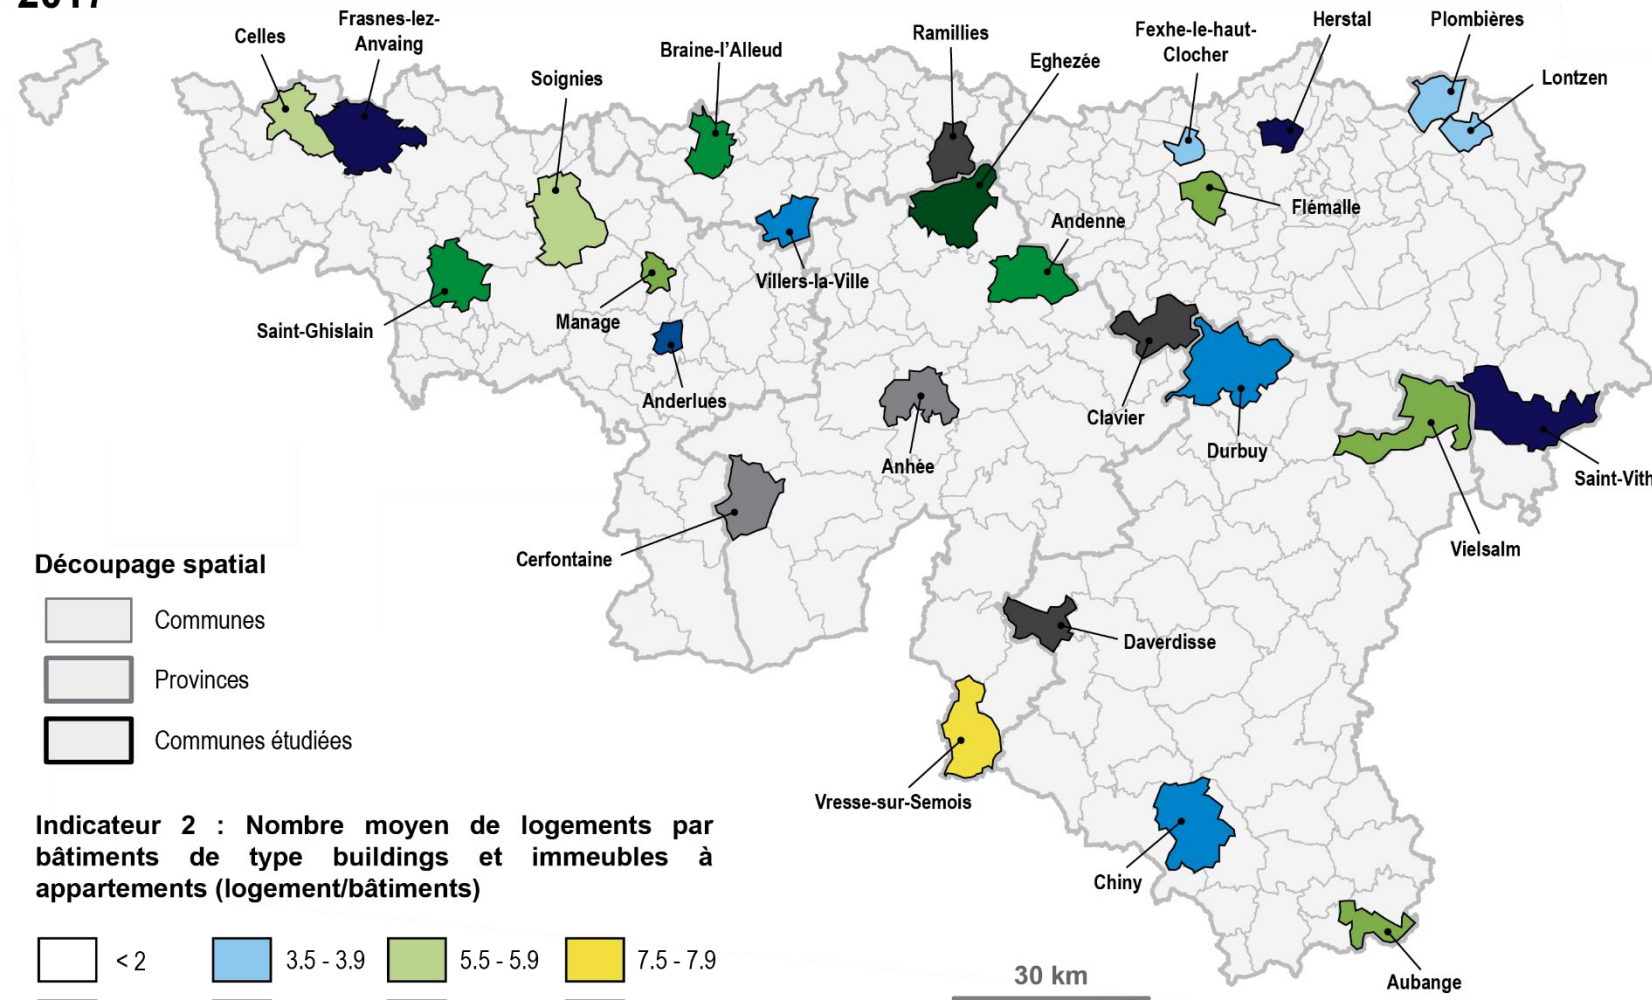 Frasnes-lez-
Anvaing
Celles
Soignies
Braine-l'Alleud
Ramillies
Eghezée
Fexhe-le-haut-
Clocher
Herstal
Plombières
Lontzen
Flémalle
Andenne
Villers-la-Ville
Manage
Saint-Ghislain
Anderlues
Clavier
Durbuy
Anhée
Saint-Vith
Vielsalm
Cerfontaine
Daverdisse
Vresse-sur-Semois
Chiny
Aubange
Découpage spatial
Communes
Provinces
Communes étudiées
Indicateur 2 : Nombre moyen de logements par
bâtiments de type buildings et immeubles à
appartements (logement/bâtiments)
< 2
3.5 - 3.9
5.5 - 5.9
7.5 - 7.9
30 km